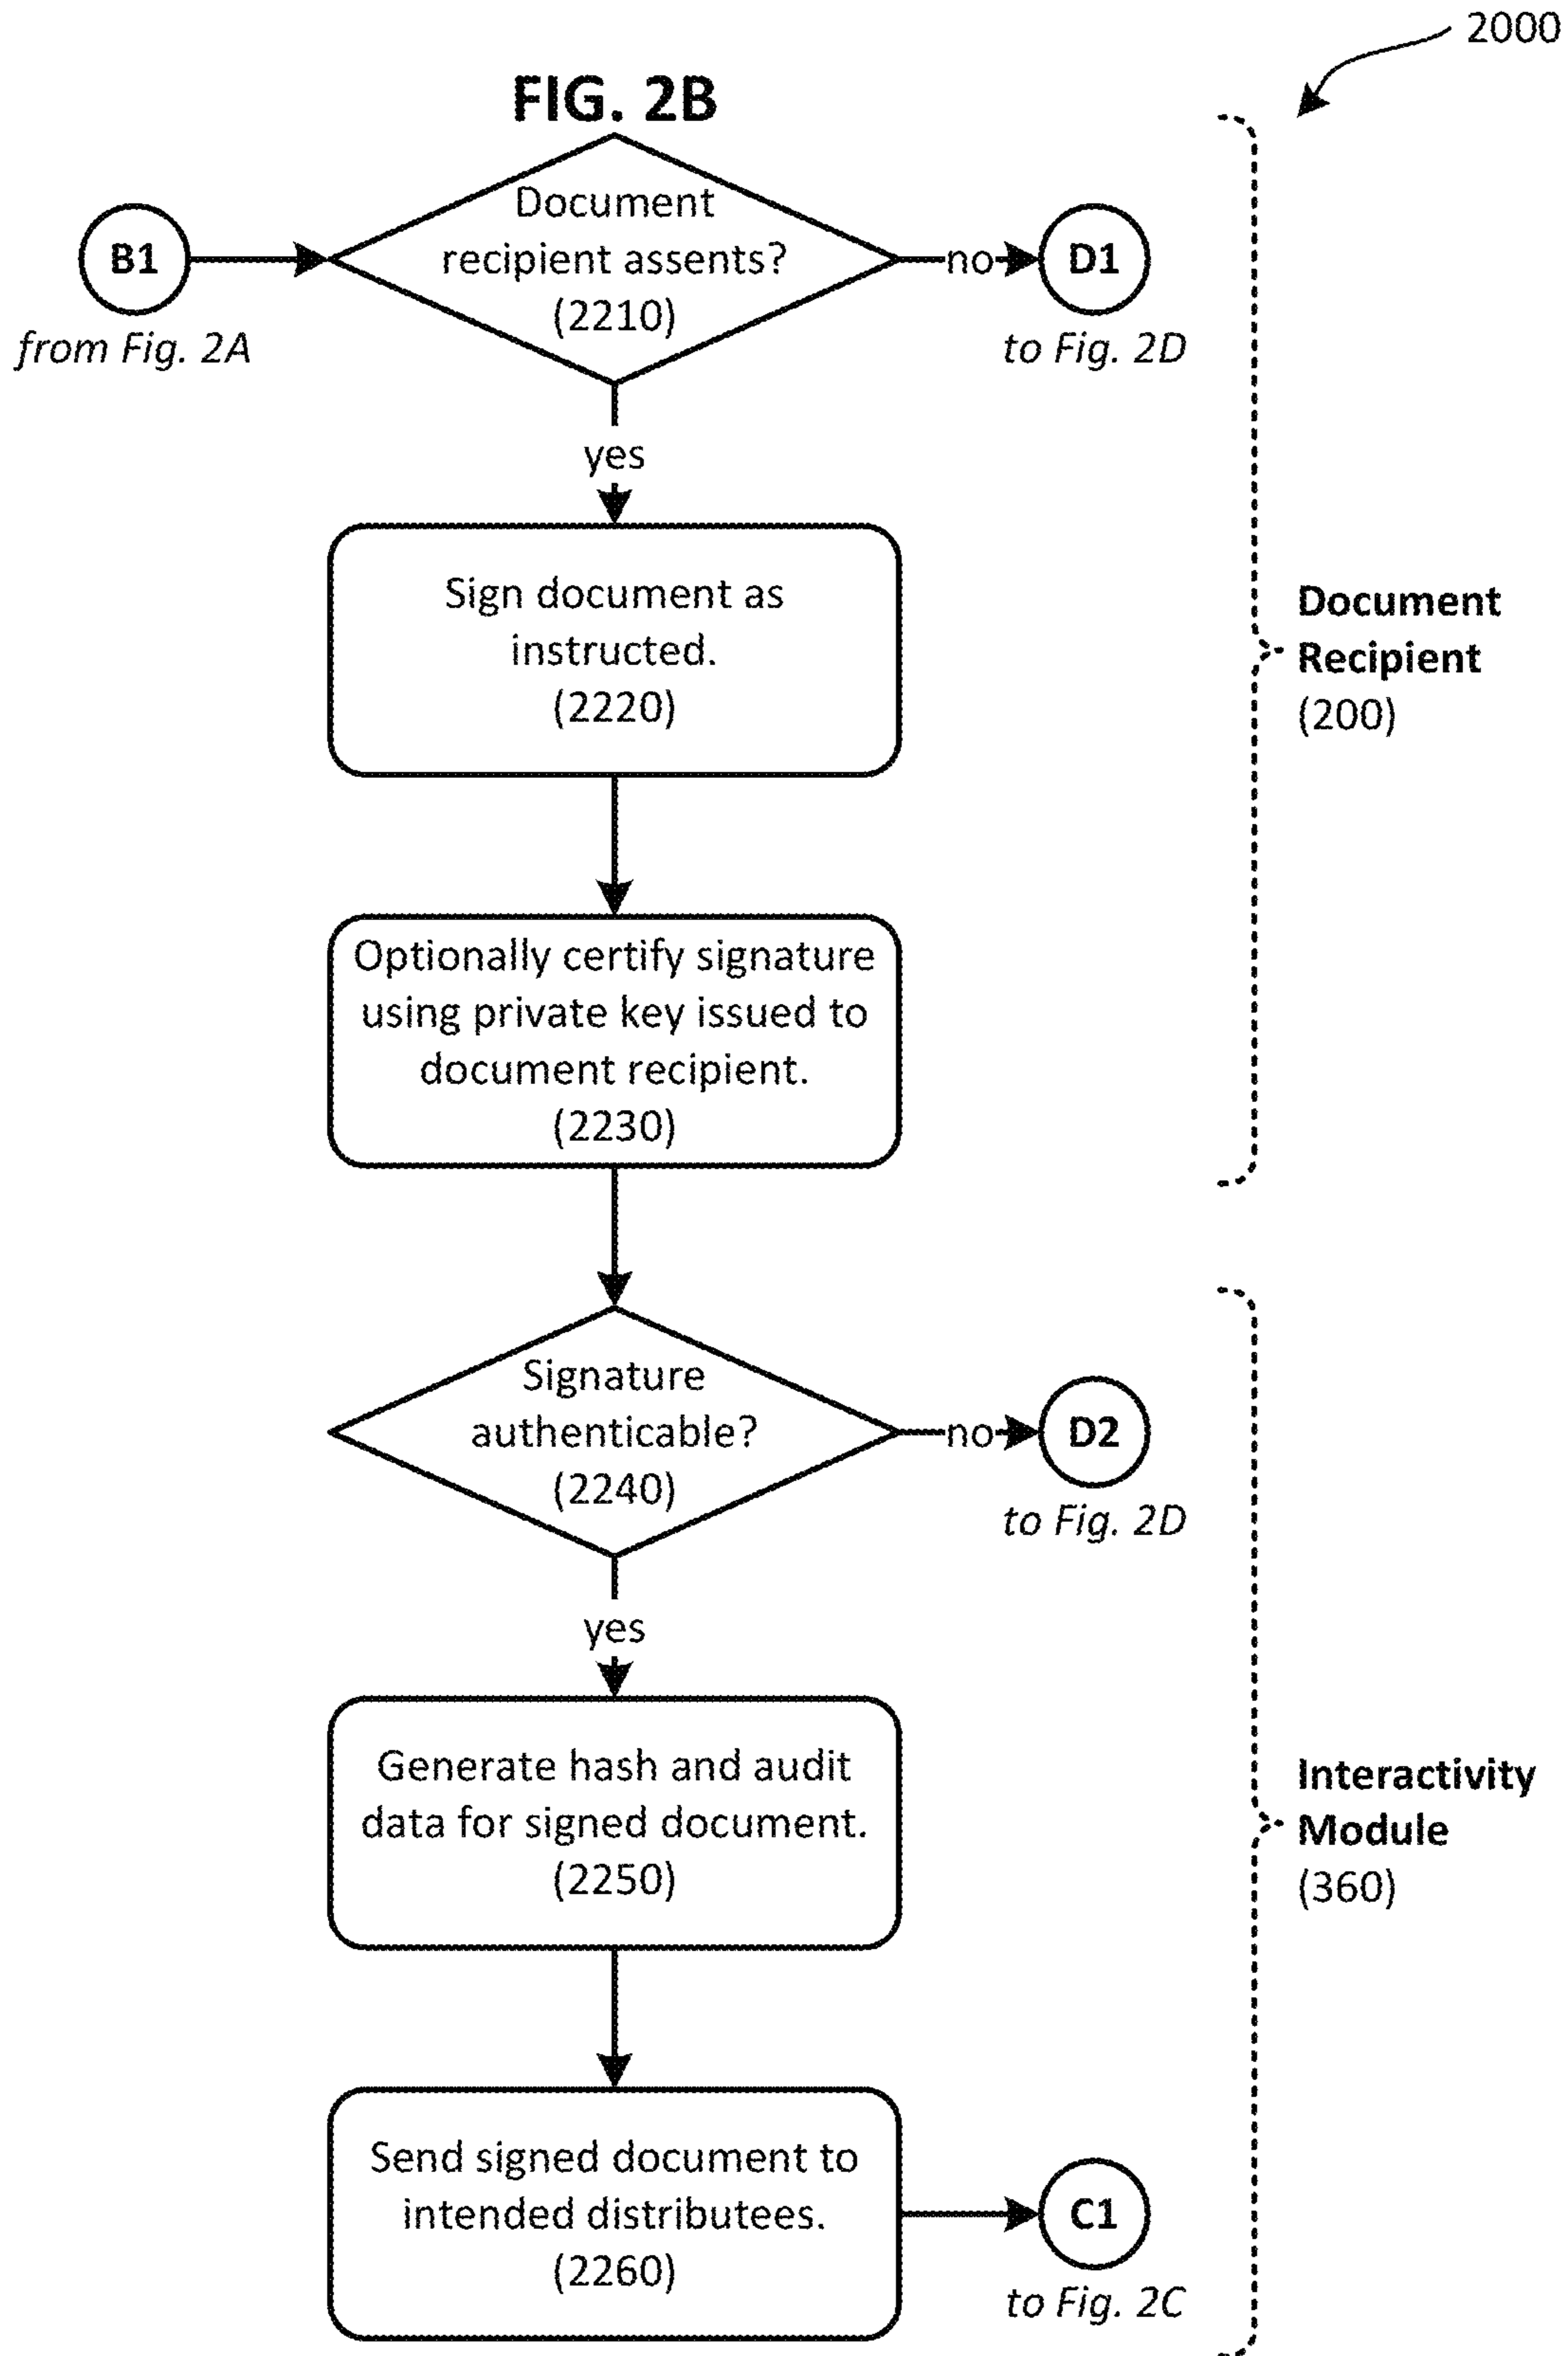 2000
FIG. 2B
Document
recipient assents?
(2210)
B1
from Fig. 2A
no
D1
to Fig. 2D
yes
Sign document as
instructed.
(2220)
Document
Recipient
(200)
Optionally certify signature
using private key issued to
document recipient.
(2230)
Signature
authenticable?
(2240)
no
D2
to Fig. 2D
yes
Generate hash and audit
data for signed document.
(2250)
Interactivity
Module
(360)
Send signed document to
intended distributees.
(2260)
C1
to Fig. 2C